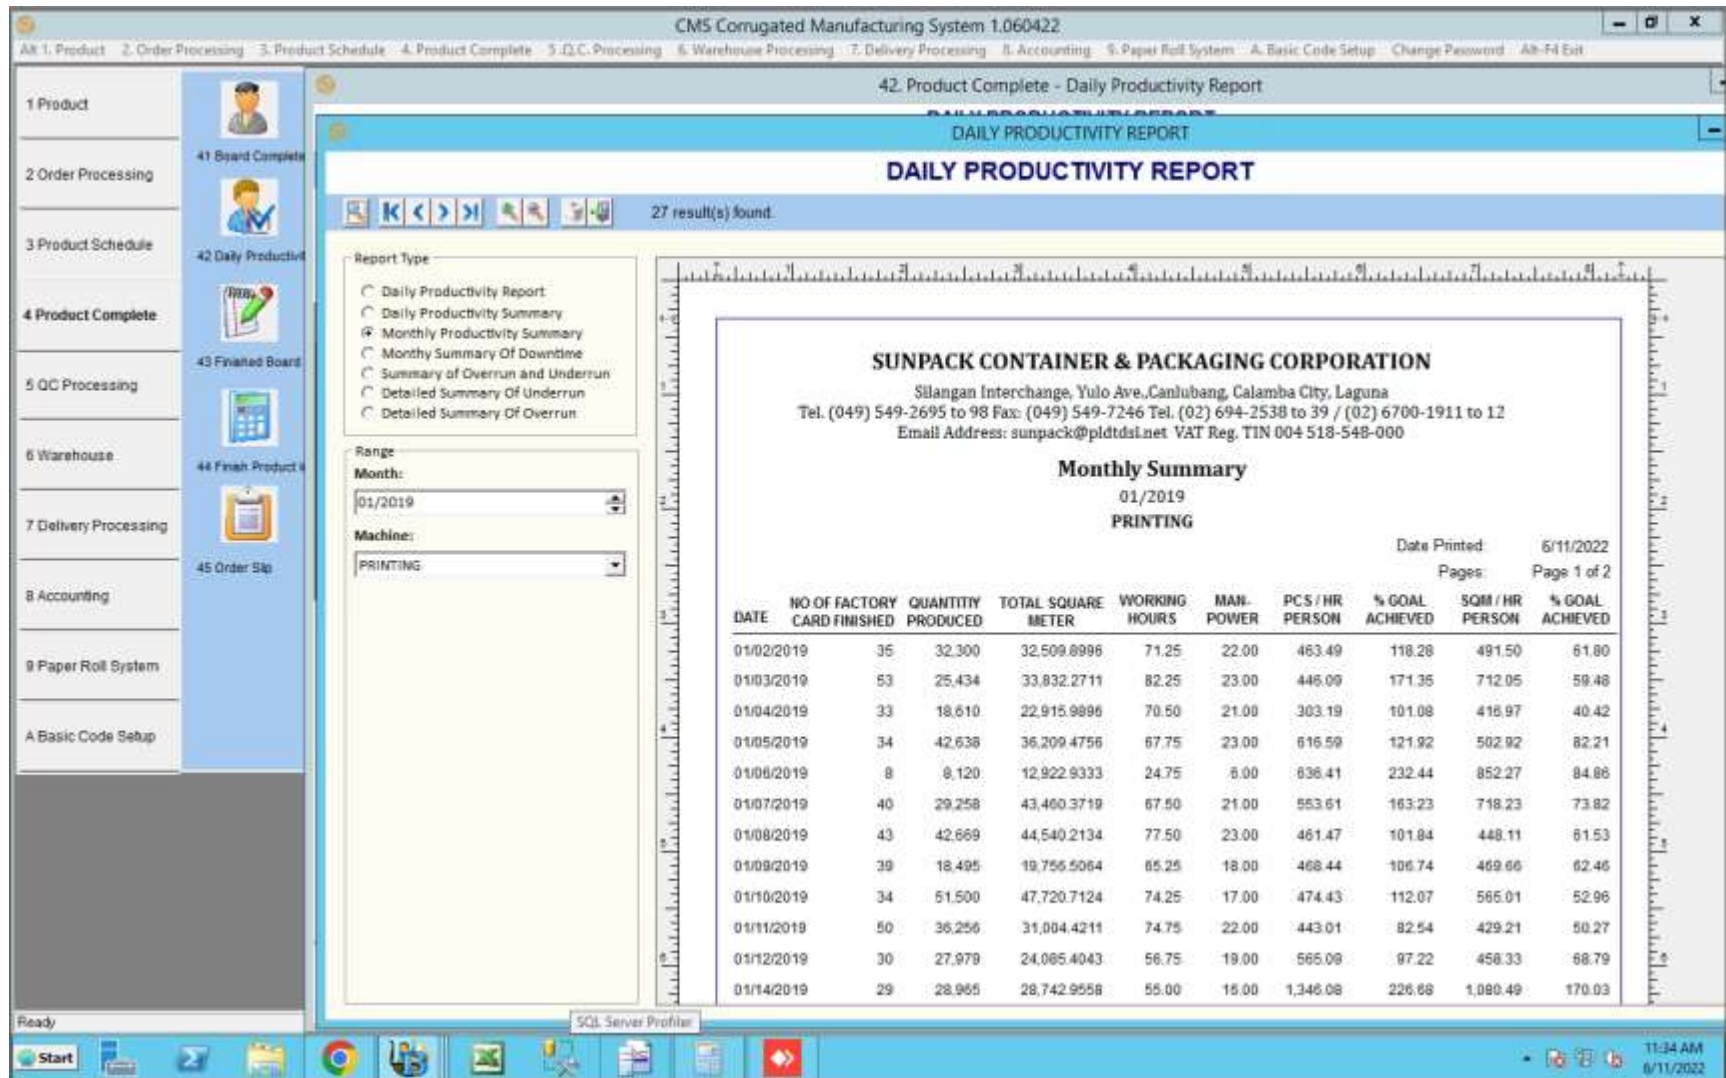 CMS Corrugated Manufacturing System 1.060422
Alt 1. Product 2. Order Processing 3. Product Schedule 4. Product Complete 5 .Q.C. Processing 6. Warehouse Processing 7. Delivery Processing 8. Accounting 9. Paper Roll System A. Basic Code Setup Change Password Alt-F4 Exit
1 Product
2 Order Processing
3 Product Schedule
4 Product Complete
5 QC Processing
6 Warehouse
7 Delivery Processing
8 Accounting
9 Paper Roll System
A Basic Code Setup
41 Board Complete
42 Daily Productivit
43 Finished Board
44 Finish Product
45 Order Slip
42. Product Complete - Daily Productivity Report
DAILY PRODUCTIVITY REPORT
DAILY PRODUCTIVITY REPORT
27 result(s) found.
Report Type
Daily Productivity Report
Daily Productivity Summary
Monthly Productivity Summary
Monthy Summary Of Downtime
Summary of Overrun and Underrun
Detailed Summary Of Underrun
Detailed Summary Of Overrun
Range
Month:
01/2019
Machine:
PRINTING
SUNPACK CONTAINER & PACKAGING CORPORATION
Silangan Interchange, Yulo Ave.,Canlubang, Calamba City, Laguna
Tel. (049) 549-2695 to 98 Fax: (049) 549-7246 Tel. (02) 694-2538 to 39 / (02) 6700-1911 to 12
Email Address: sunpack@pldtdsl.net VAT Reg. TIN 004 518-548-000
Monthly Summary
01/2019
PRINTING
Date Printed: 6/11/2022
Pages: Page 1 of 2
DATE NO OF FACTORY CARD FINISHED QUANTITIY PRODUCED TOTAL SQUARE METER WORKING HOURS MAN-POWER PCS / HR PERSON % GOAL ACHIEVED SQM / HR PERSON % GOAL ACHIEVED
01/02/2019 35 32,300 32,509.8996 71.25 22.00 463.49 118.28 491.50 61.80
01/03/2019 53 25,434 33,832.2711 82.25 23.00 446.09 171.35 712.05 59.48
01/04/2019 33 18,610 22,915.9896 70.50 21.00 303.19 101.08 416.97 40.42
01/05/2019 34 42,638 36,209.4756 67.75 23.00 616.59 121.92 502.92 82.21
01/06/2019 8 8,120 12,922.9333 24.75 6.00 636.41 232.44 852.27 84.86
01/07/2019 40 29,258 43,460.3719 67.50 21.00 553.61 163.23 718.23 73.82
01/08/2019 43 42,669 44,540.2134 77.50 23.00 461.47 101.84 448.11 61.53
01/09/2019 39 18,495 19,756.5064 65.25 18.00 468.44 106.74 469.66 62.46
01/10/2019 34 51,500 47,720.7124 74.25 17.00 474.43 112.07 565.01 52.96
01/11/2019 50 36,256 31,004.4211 74.75 22.00 443.01 82.54 429.21 50.27
01/12/2019 30 27,979 24,085.4043 56.75 19.00 565.09 97.22 458.33 68.79
01/14/2019 29 28,965 28,742.9558 55.00 16.00 1,346.08 226.68 1,080.49 170.03
Ready
SQL Server Profiler
Start
11:34 AM
6/11/2022